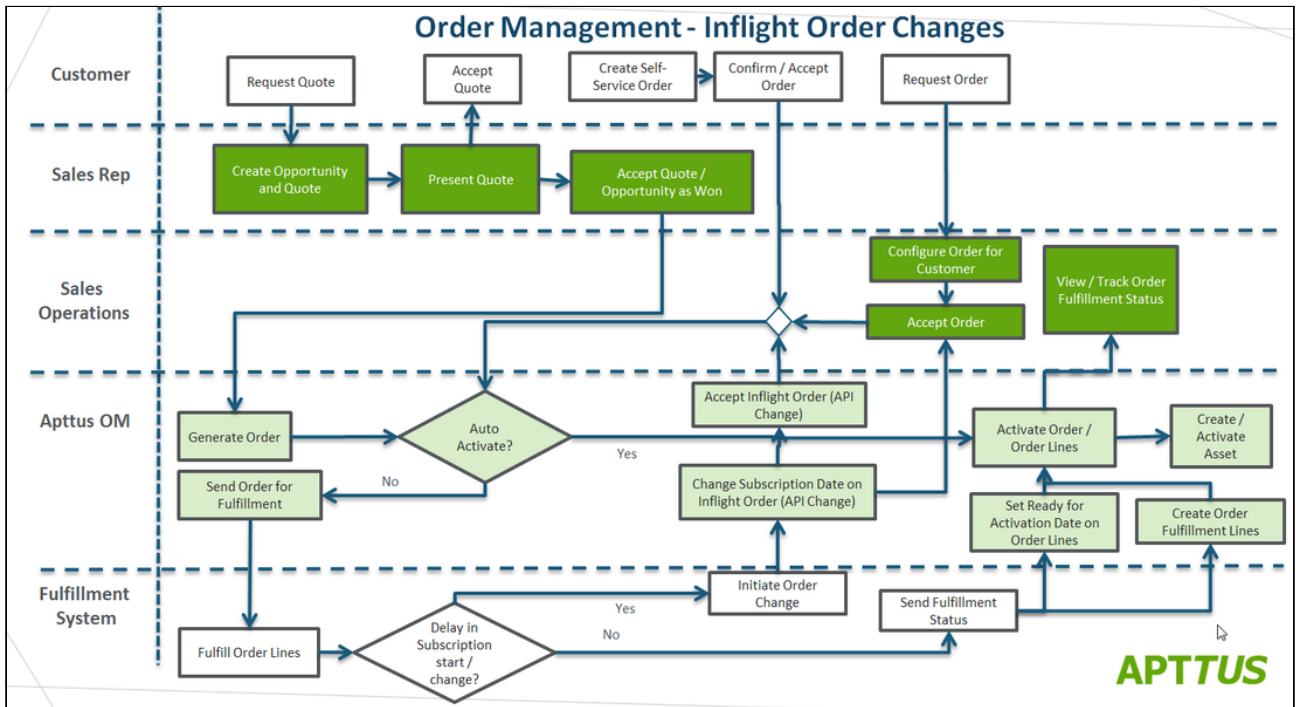 Order Management - Inflight Order Changes
Customer
Request Quote
Accept
Quote
Create Self-
Service Order
Confirm / Accept
Order
Request Order
Sales Rep
Create Opportunity
and Quote
Present Quote
Accept Quote /
Opportunity as Won
Sales
Operations
Configure Order for
Customer
View / Track Order
Fulfillment Status
Accept Order
Apttus OM
Generate Order
Auto
Activate?
Yes
No
Accept Inflight Order (API
Change)
Activate Order /
Order Lines
Create /
Activate
Asset
Send Order for
Fulfillment
Change Subscription Date on
Inflight Order (API Change)
Set Ready for
Activation Date on
Order Lines
Create Order
Fulfillment Lines
Fulfillment
System
Fulfill Order Lines
Delay in
Subscription
start /
change?
Yes
No
Initiate Order
Change
Send Fulfillment
Status
APTTUS